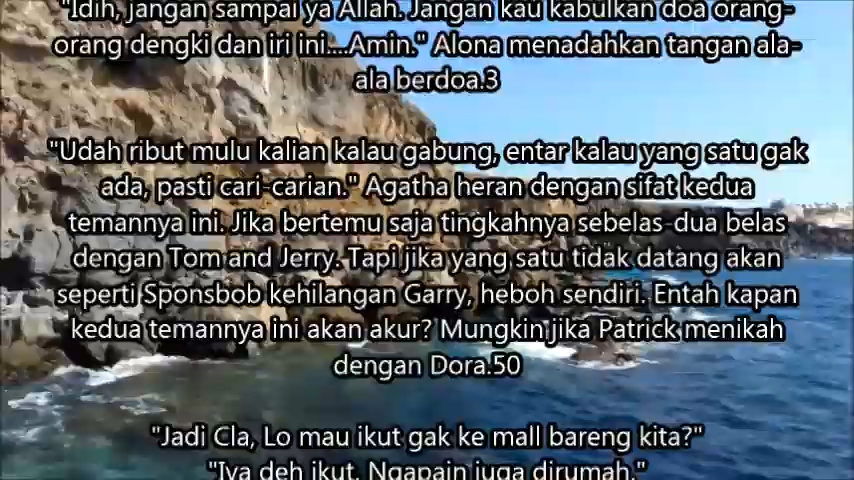 "Idih, jangan sampai ya Allah. Jangan kau kabulkan doa orang-
orang dengki dan iri ini....Amin." Alona menadahkan tangan ala-
ala berdoa.3
"Udah ribut mulu kalian kalau gabung, entar kalau yang satu gak
ada, pasti cari-carian." Agatha heran dengan sifat kedua
temannya ini. Jika bertemu saja tingkahnya sebelas-dua belas
dengan Tom and Jerry. Tapi jika yang satu tidak datang akan
seperti Sponsbob kehilangan Garry, heboh sendiri. Entah kapan
kedua temannya ini akan akur? Mungkin jika Patrick menikah
dengan Dora.50
"Jadi Cla, Lo mau ikut gak ke mall bareng kita?"
"Iya deh ikut. Ngapain juga dirumah."